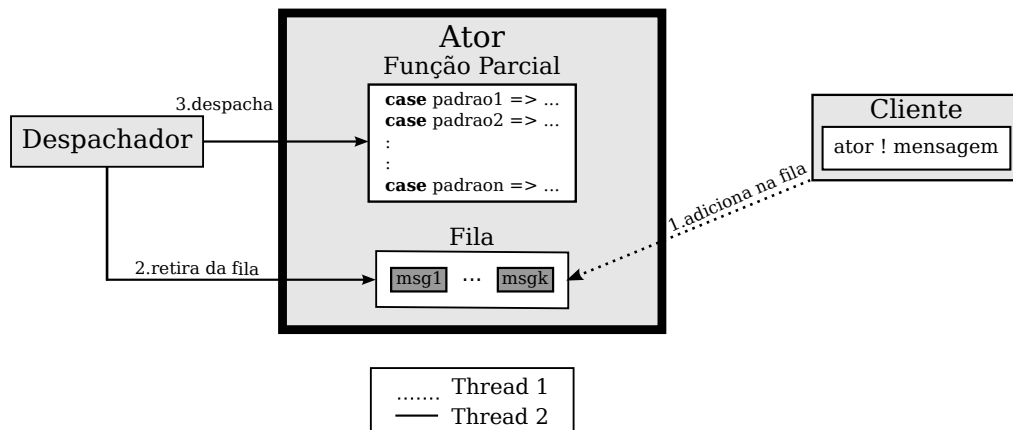 Ator
Função Parcial
case padrao1 => ...
case padrao2 => ...
:
:
case padraon => ...
3.despacha
Despachador
Cliente
ator ! mensagem
1.adiciona na fila
Fila
msg1 ... msgk
2.retira da fila
Thread 1
Thread 2